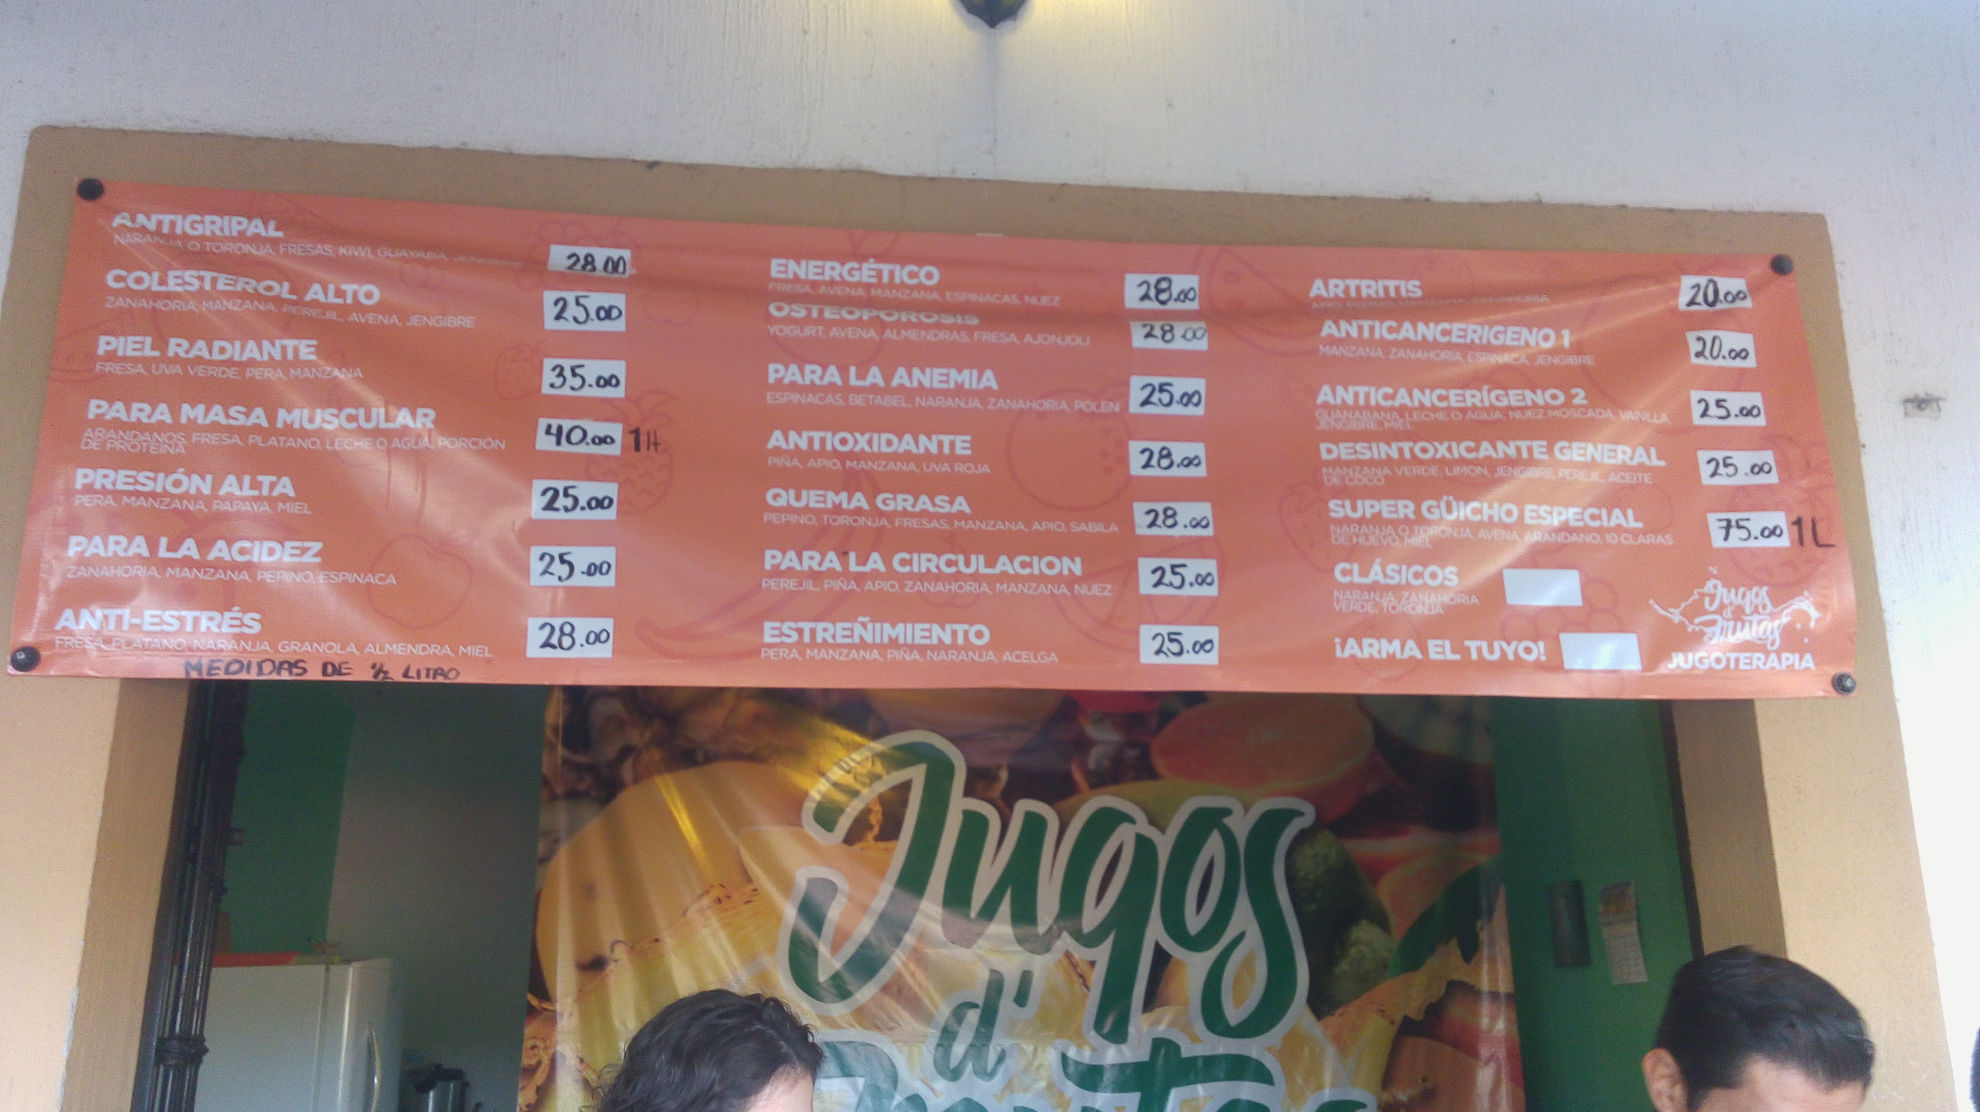 ANTIGRIPAL
NARANJA O TORONJA, FRESAS, KIWI, GUAYABA, JENGIBRE
28.00
COLESTEROL ALTO
ZANAHORIA, MANZANA, PEREJIL, AVENA, JENGIBRE
25.00
PIEL RADIANTE
FRESA, UVA VERDE, PERA, MANZANA
35.00
PARA MASA MUSCULAR
ARANDANOS, FRESA, PLATANO, LECHE O AGUA, PORCIÓN
DE PROTEINA
40.00 1lt
PRESIÓN ALTA
PERA, MANZANA, PAPAYA, MIEL
25.00
PARA LA ACIDEZ
ZANAHORIA, MANZANA, PEPINO, ESPINACA
25.00
ANTI-ESTRÉS
FRESA, PLATANO, NARANJA, GRANOLA, ALMENDRA, MIEL
28.00
MEDIDAS DE 1/2 LITRO
ENERGÉTICO
FRESA, AVENA, MANZANA, ESPINACAS, NUEZ
28.00
OSTEOPOROSIS
YOGURT, AVENA, ALMENDRAS, FRESA, AJONJOLI
28.00
PARA LA ANEMIA
ESPINACAS, BETABEL, NARANJA, ZANAHORIA, POLEN
25.00
ANTIOXIDANTE
PIÑA, APIO, MANZANA, UVA ROJA
28.00
QUEMA GRASA
PEPINO, TORONJA, FRESAS, MANZANA, APIO, SABILA
28.00
PARA LA CIRCULACION
PEREJIL, PIÑA, APIO, ZANAHORIA, MANZANA, NUEZ
25.00
ESTREÑIMIENTO
PERA, MANZANA, PIÑA, NARANJA, ACELGA
25.00
ARTRITIS
ZANAHORIA
20.00
ANTICANCERIGENO 1
MANZANA, ZANAHORIA, ESPINACA, JENGIBRE
20.00
ANTICANCERÍGENO 2
GUANABANA, LECHE O AGUA, NUEZ MOSCADA, VAINILLA,
JENGIBRE, MIEL
25.00
DESINTOXICANTE GENERAL
MANZANA VERDE, LIMON, JENGIBRE, PEREJIL, ACEITE
DE COCO
25.00
SUPER GÜICHO ESPECIAL
NARANJA O TORONJA, AVENA, ARANDANO, 10 CLARAS
DE HUEVO, MIEL
75.00 1L
CLÁSICOS
NARANJA, ZANAHORIA
VERDE, TORONJA
¡ARMA EL TUYO!
Jugos
d'
Frutas
JUGOTERAPIA
Jugos
d'
Frutas